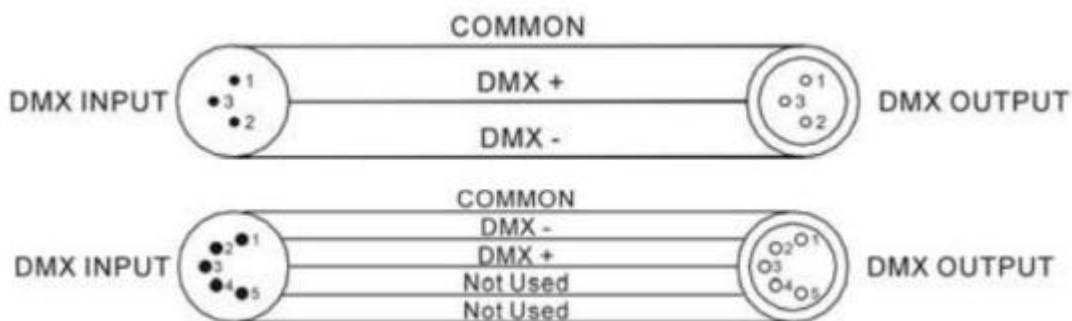 COMMON
1
DMX +
1
DMX INPUT
3
3
DMX OUTPUT
2
2
DMX -
COMMON
DMX -
1
1
2
2
DMX +
DMX INPUT
3
3
DMX OUTPUT
Not Used
4
4
5
5
Not Used